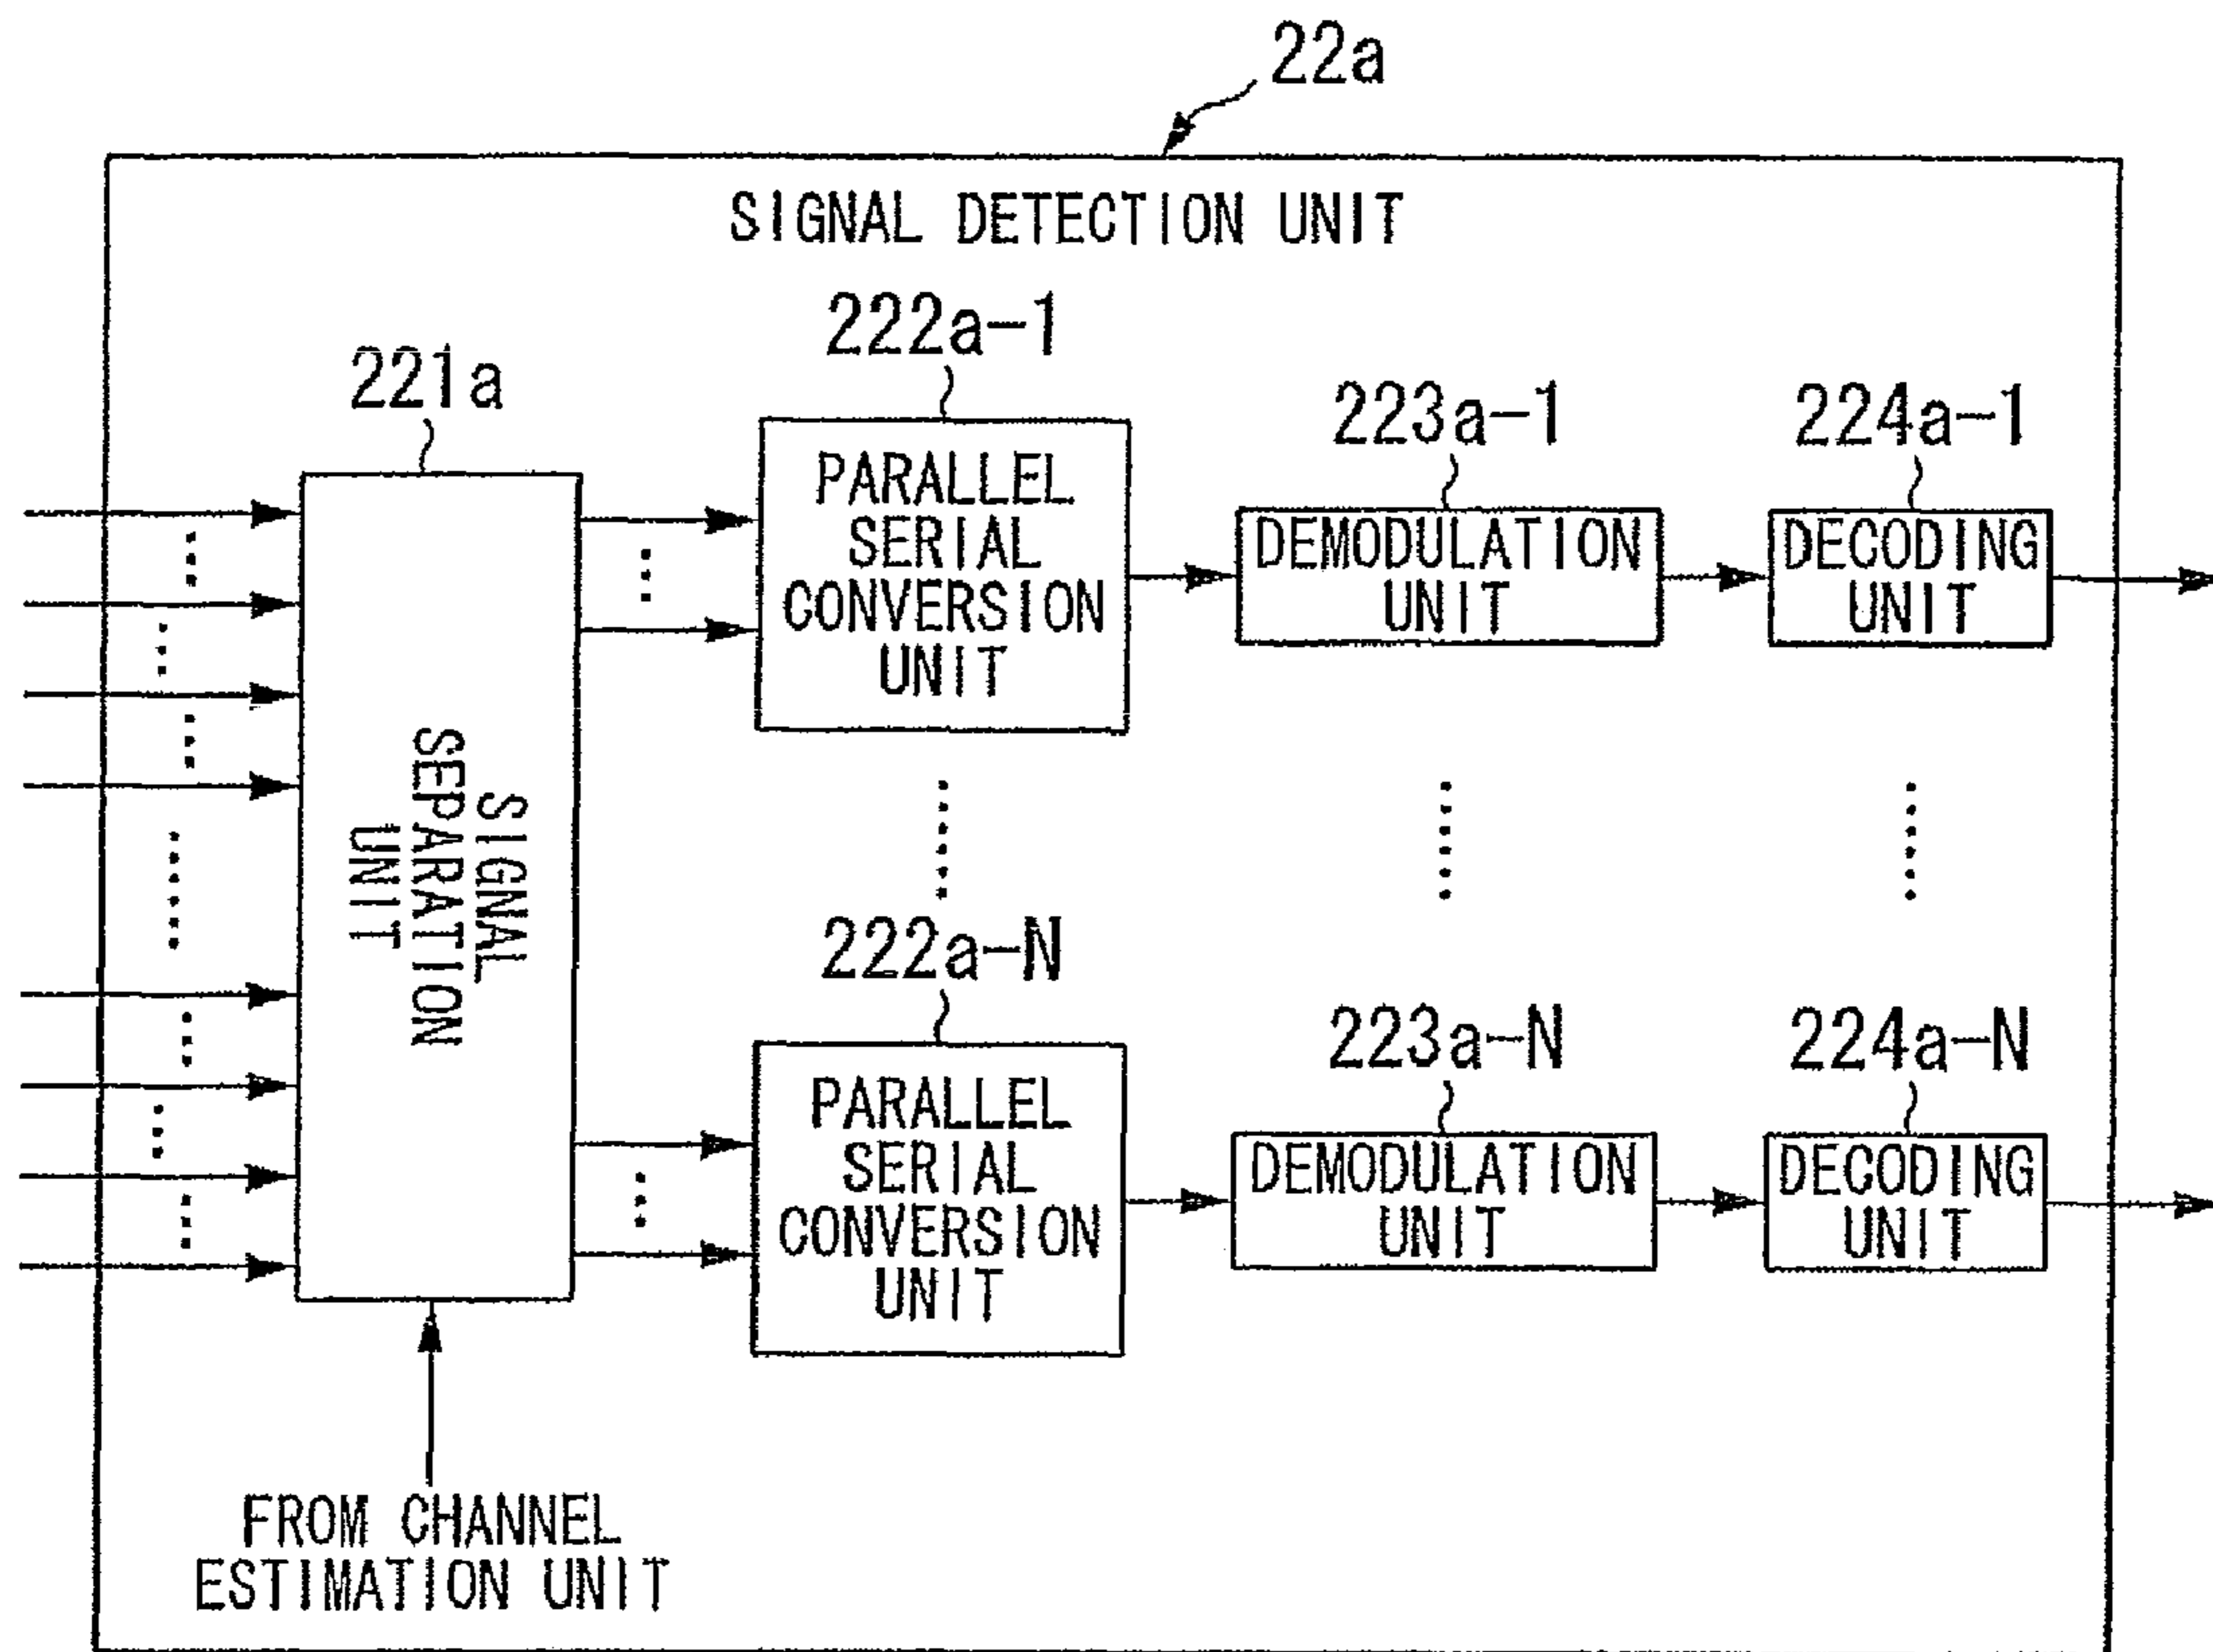 22a
SIGNAL DETECTION UNIT
221a
SIGNAL
SEPARATION
UNIT
222a-1
PARALLEL
SERIAL
CONVERSION
UNIT
223a-1
DEMODULATION
UNIT
224a-1
DECODING
UNIT
222a-N
PARALLEL
SERIAL
CONVERSION
UNIT
223a-N
DEMODULATION
UNIT
224a-N
DECODING
UNIT
FROM CHANNEL
ESTIMATION UNIT